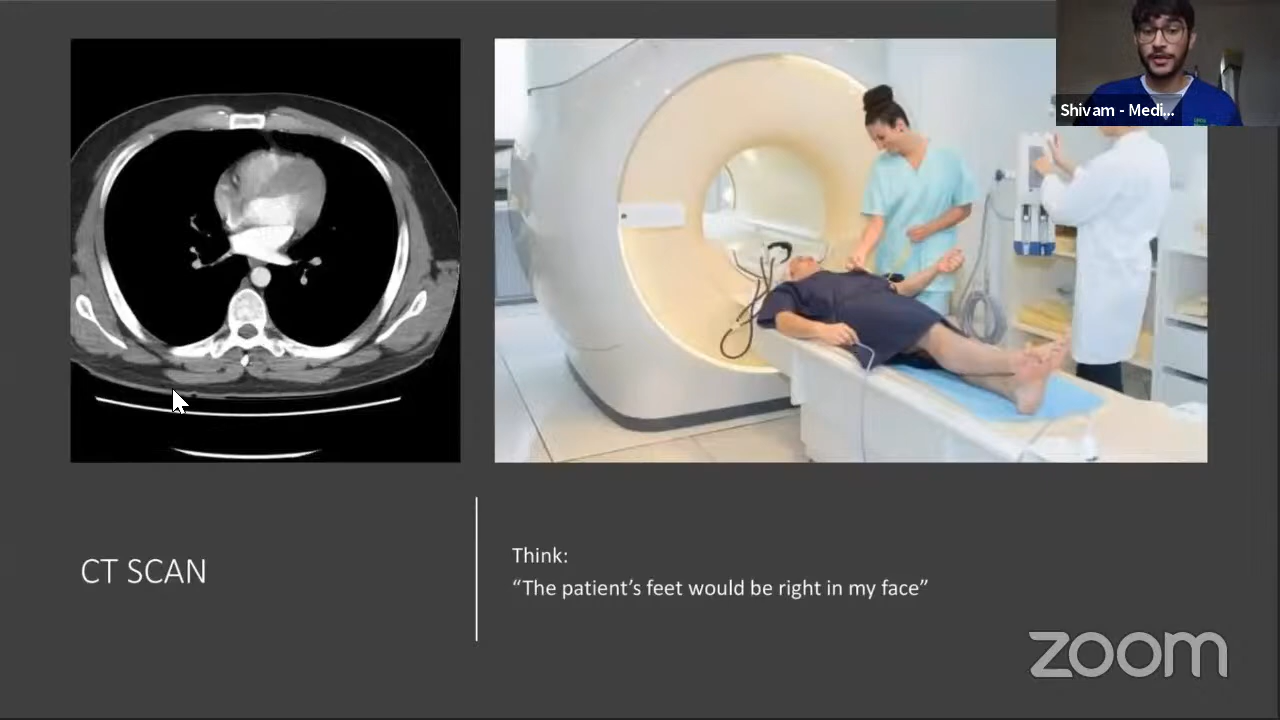 Shivam - Medi...
CT SCAN
Think:
“The patient’s feet would be right in my face”
zoom